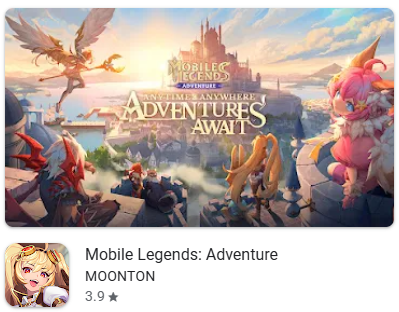 MOBILE
LEGENDS
ADVENTURE
ANYTIME ANYWHERE
ADVENTURES
AWAIT
Mobile Legends: Adventure
MOONTON
3.9 ★